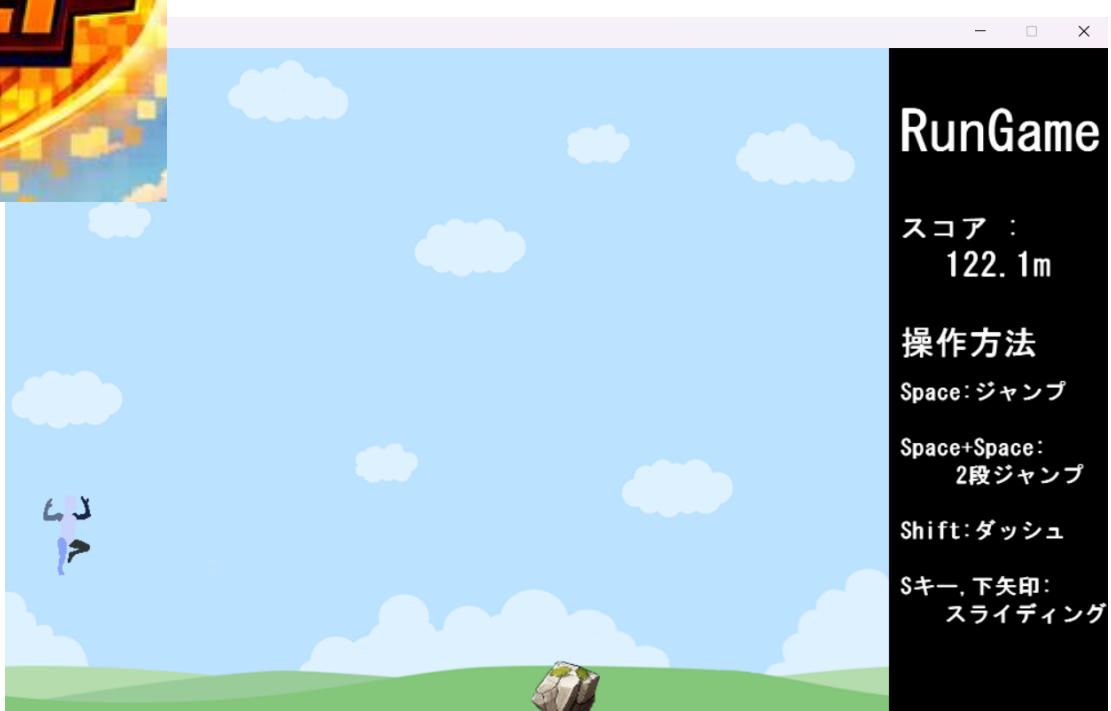 RunGame
スコア :
122.1m
操作方法
Space:ジャンプ
Space+Space:
2段ジャンプ
Shift:ダッシュ
Sキー,下矢印:
スライディング